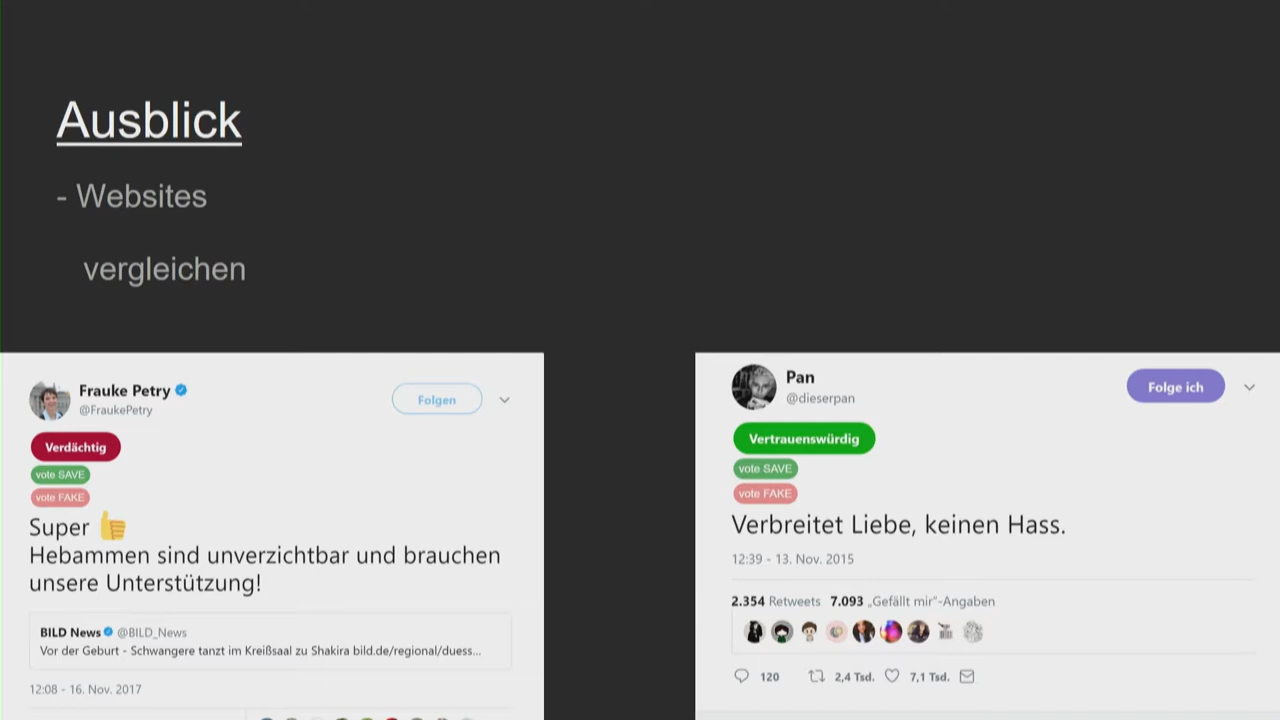 Ausblick
- Websites
vergleichen
Frauke Petry
@FraukePetry
Folgen
Verdächtig
vote SAVE
vote FAKE
Super 👍
Hebammen sind unverzichtbar und brauchen
unsere Unterstützung!
BILD News @BILD_News
Vor der Geburt - Schwangere tanzt im Kreißsaal zu Shakira bild.de/regional/duess...
12:08 - 16. Nov. 2017
Pan
@dieserpan
Folge ich
Vertrauenswürdig
vote SAVE
vote FAKE
Verbreitet Liebe, keinen Hass.
12:39 - 13. Nov. 2015
2.354 Retweets 7.093 „Gefällt mir“-Angaben
120 2,4 Tsd. 7,1 Tsd.